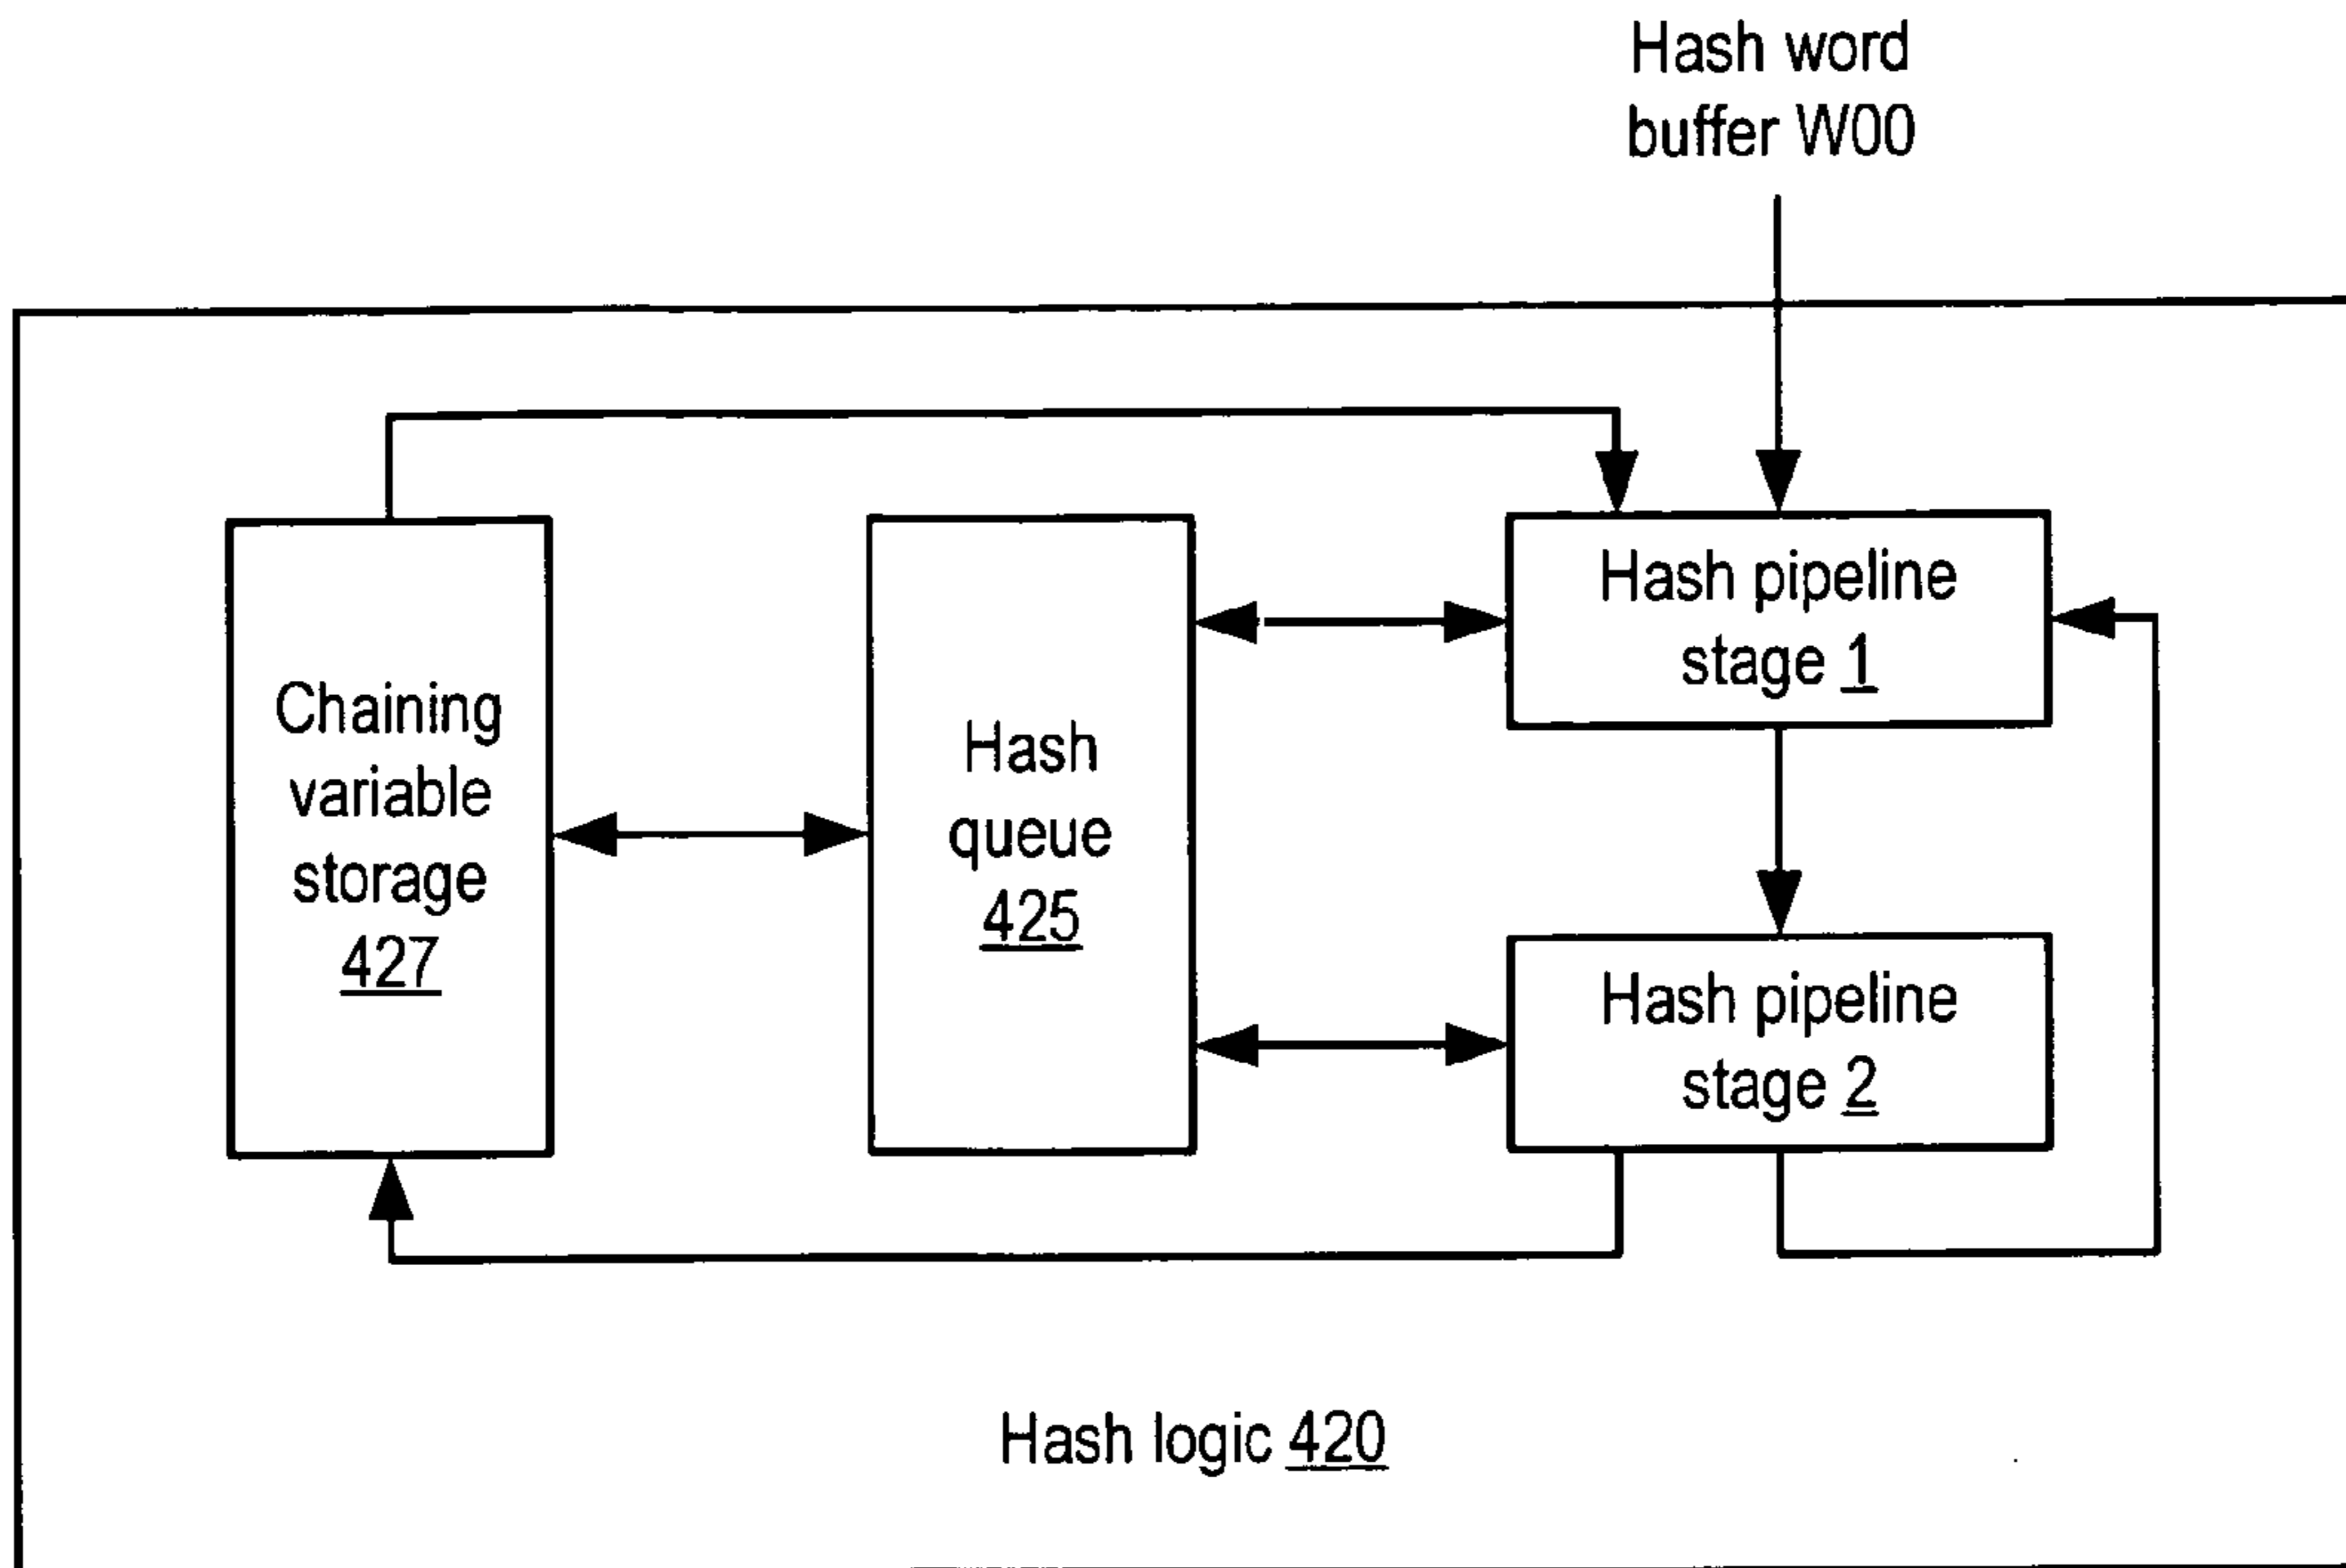 Hash word
buffer W00
Hash pipeline
stage 1
Chaining
variable
storage
427
Hash
queue
425
Hash pipeline
stage 2
Hash logic 420